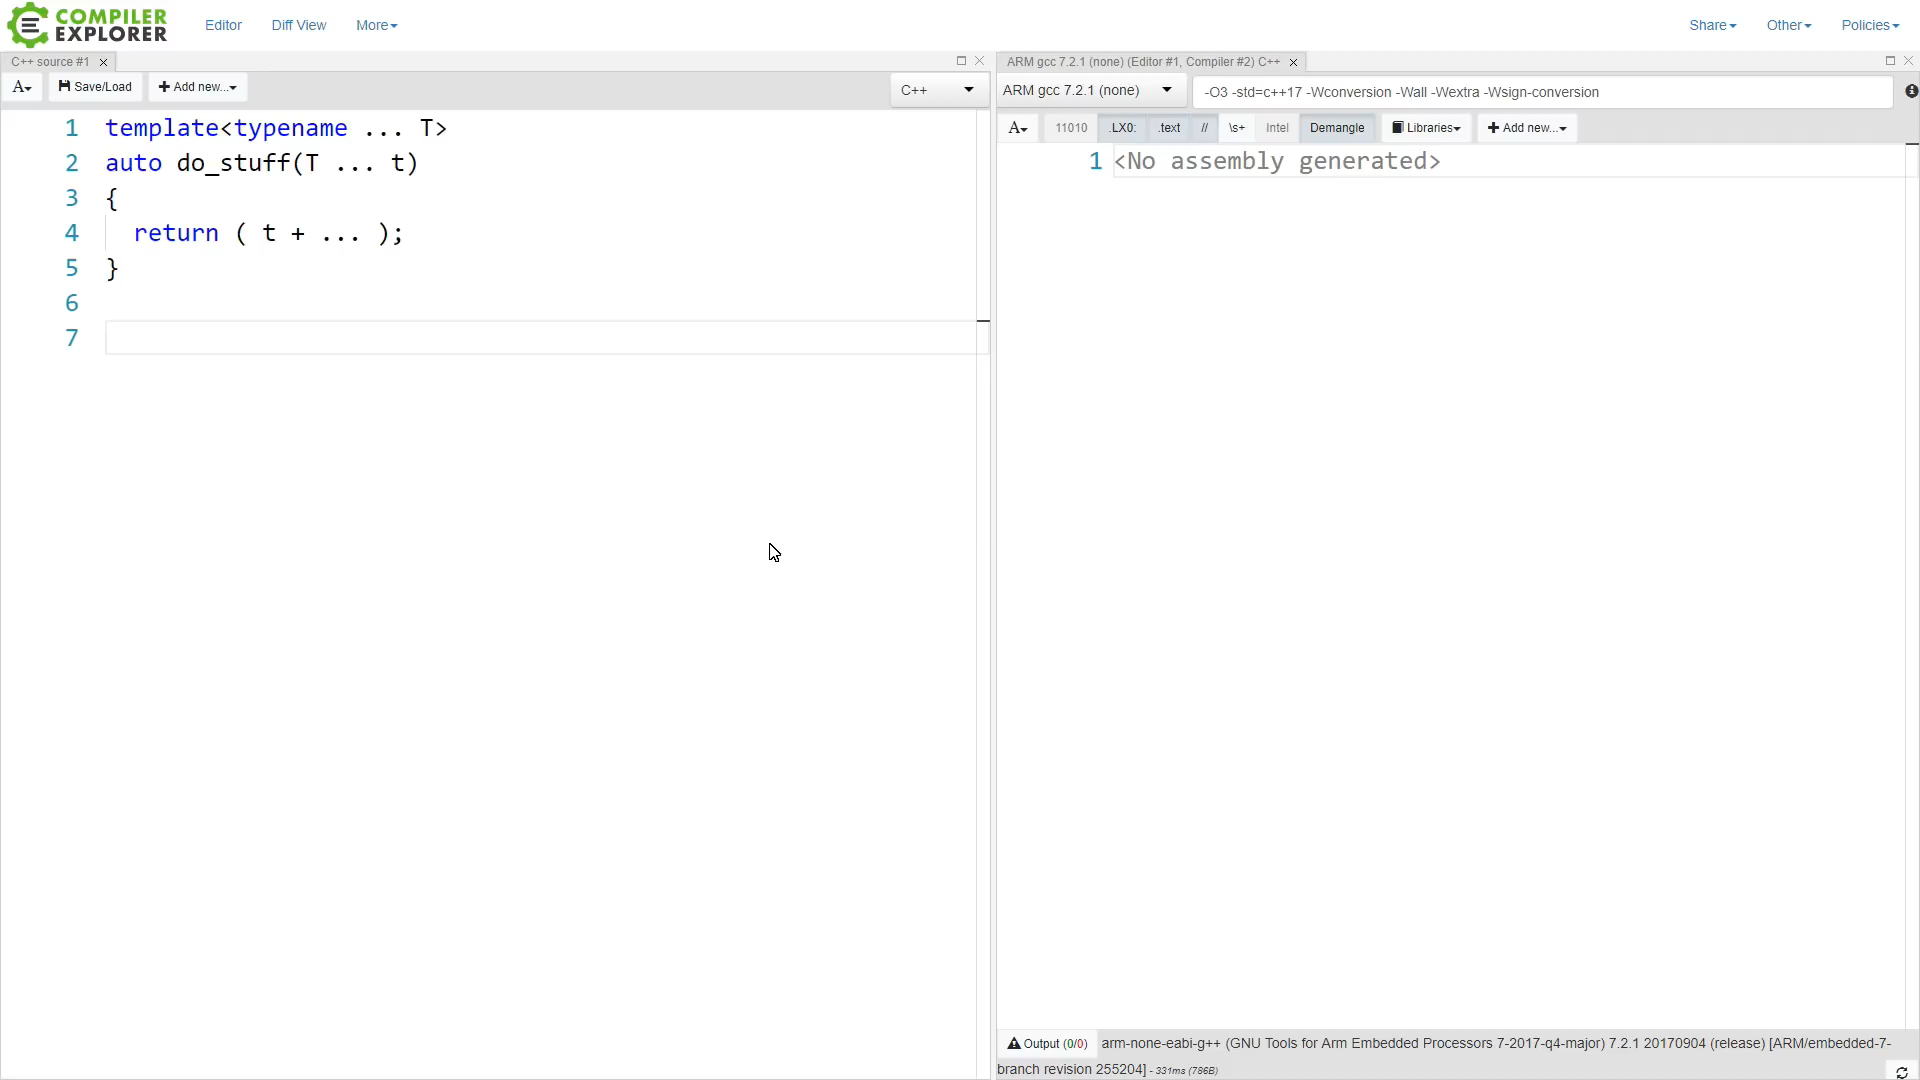 COMPILER
EXPLORER
Editor
Diff View
More
Share
Other
Policies
C++ source #1
A
Save/Load
Add new...
C++
1 template<typename ... T>
2 auto do_stuff(T ... t)
3 {
4 return ( t + ... );
5 }
6
7
ARM gcc 7.2.1 (none) (Editor #1, Compiler #2) C++
ARM gcc 7.2.1 (none)
-O3 -std=c++17 -Wconversion -Wall -Wextra -Wsign-conversion
A
11010
.LX0:
.text
//
\s+
Intel
Demangle
Libraries
Add new...
1 <No assembly generated>
Output (0/0) arm-none-eabi-g++ (GNU Tools for Arm Embedded Processors 7-2017-q4-major) 7.2.1 20170904 (release) [ARM/embedded-7-
branch revision 255204] - 331ms (786B)